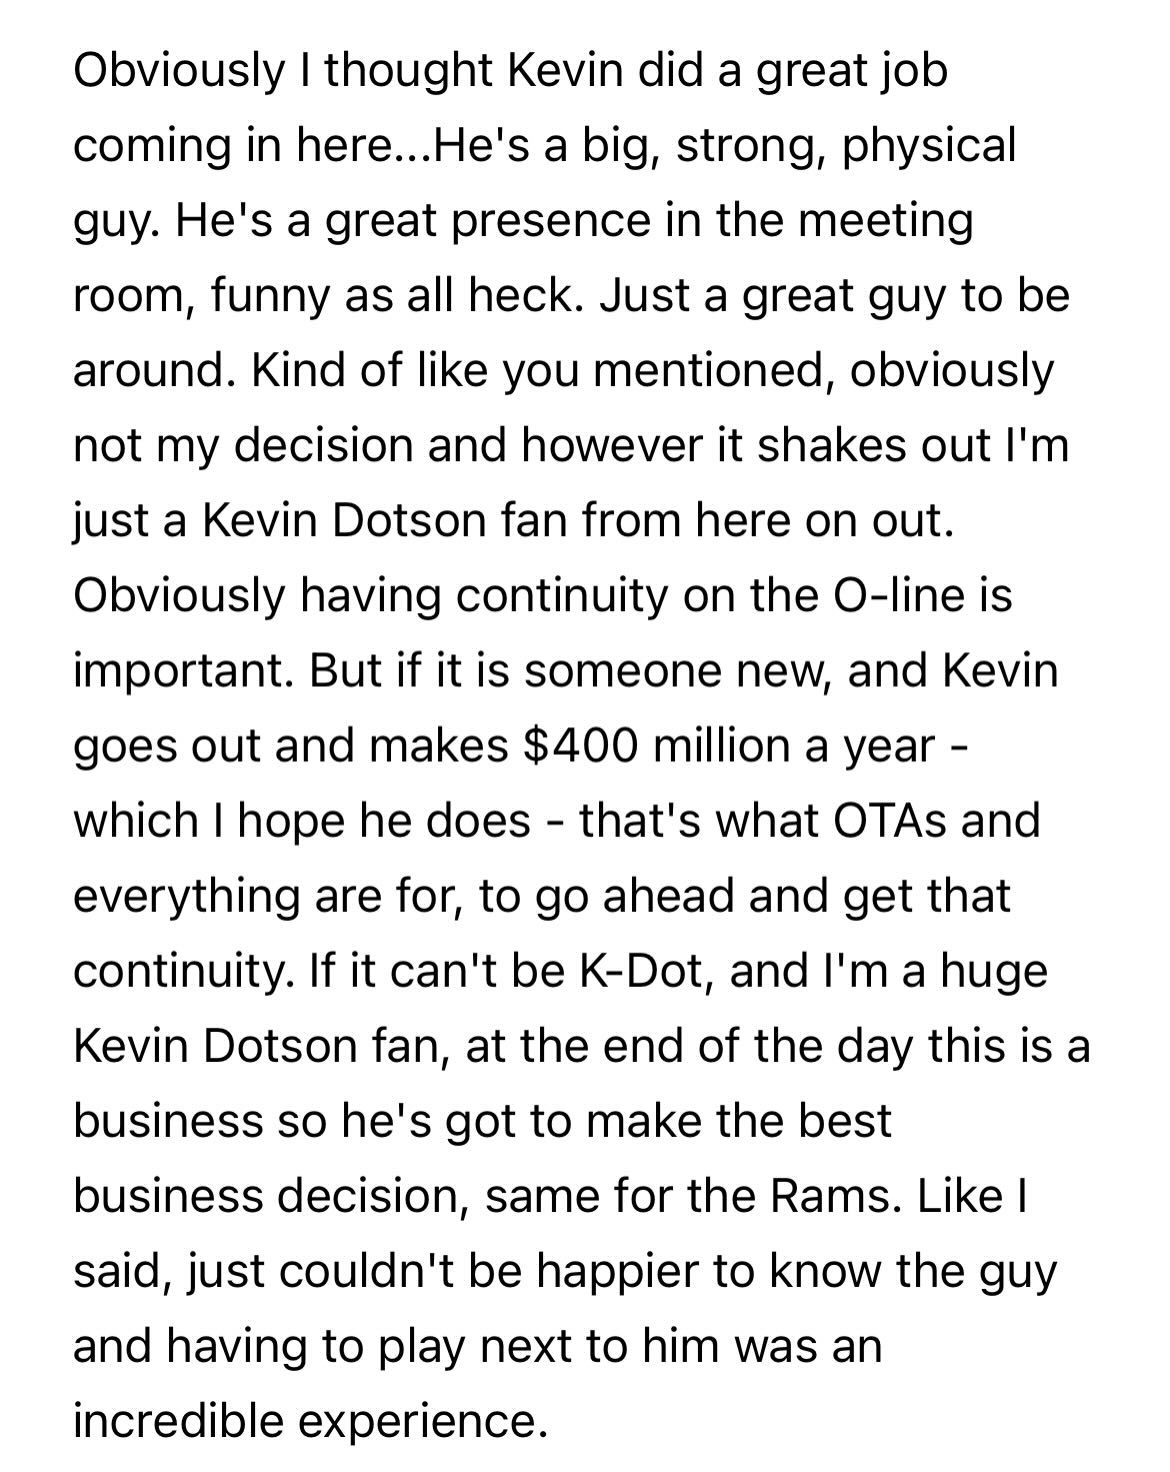 Obviously I thought Kevin did a great job
coming in here...He's a big, strong, physical
guy. He's a great presence in the meeting
room, funny as all heck. Just a great guy to be
around. Kind of like you mentioned, obviously
not my decision and however it shakes out I'm
just a Kevin Dotson fan from here on out.
Obviously having continuity on the O-line is
important. But if it is someone new, and Kevin
goes out and makes $400 million a year -
which I hope he does - that's what OTAs and
everything are for, to go ahead and get that
continuity. If it can't be K-Dot, and I'm a huge
Kevin Dotson fan, at the end of the day this is a
business so he's got to make the best
business decision, same for the Rams. Like I
said, just couldn't be happier to know the guy
and having to play next to him was an
incredible experience.